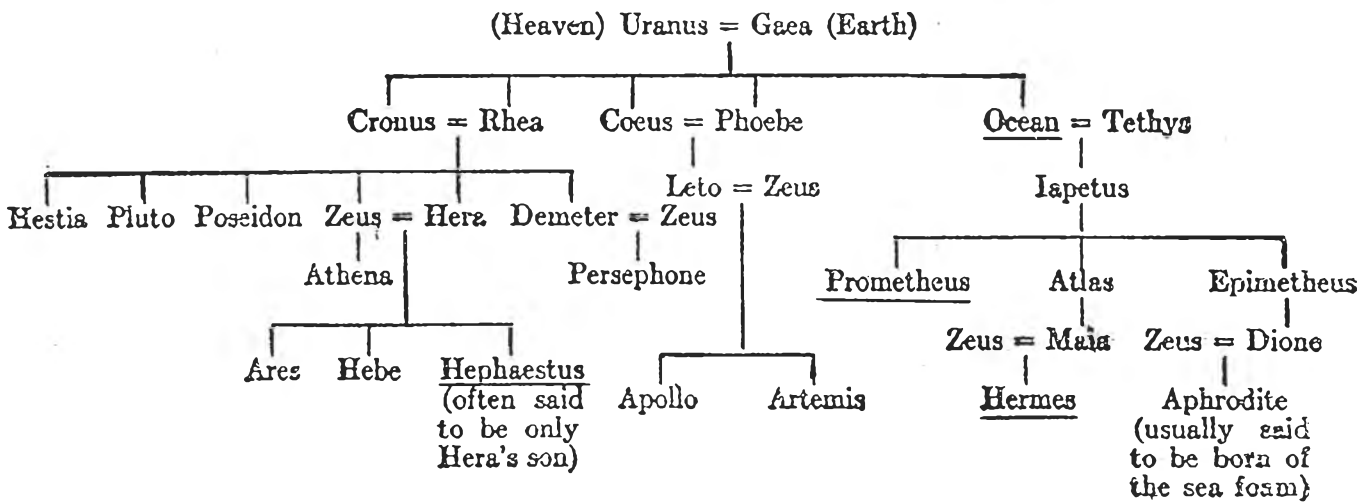 (Heaven) Uranus = Gaea (Earth)
Cronus = Rhea Coeus = Phoebe Ocean = Tethys
Leto = Zeus Iapetus
Hestia Pluto Poseidon Zeus = Hera Demeter = Zeus
Athena Persephone Prometheus Atlas Epimetheus
Zeus = Maia Zeus = Dione
Ares Hebe Hephaestus
(often said
to be only
Hera's son)
Apollo Artemis Hermes Aphrodite
(usually said
to be born of
the sea foam)